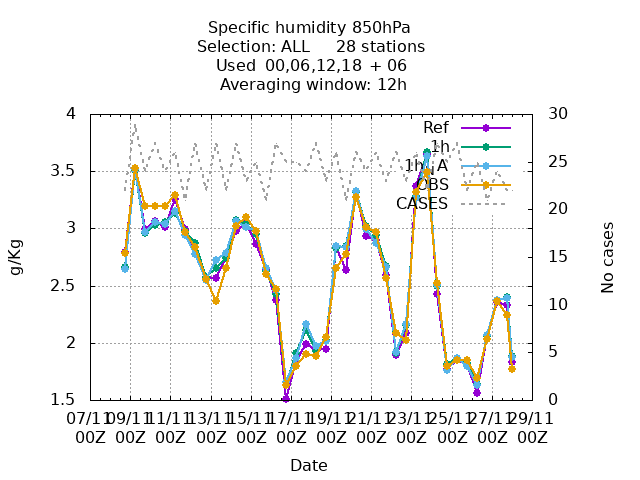 Specific humidity 850hPa
Selection: ALL 28 stations
Used 00,06,12,18 + 06
Averaging window: 12h
4
3.5
3
2.5
2
1.5
g/Kg
30
25
20
15
10
5
0
No cases
Ref
1h
1h_A
OBS
CASES
07/11 09/11 11/11 13/11 15/11 17/11 19/11 21/11 23/11 25/11 27/11 29/11
00Z 00Z 00Z 00Z 00Z 00Z 00Z 00Z 00Z 00Z 00Z 00Z
Date